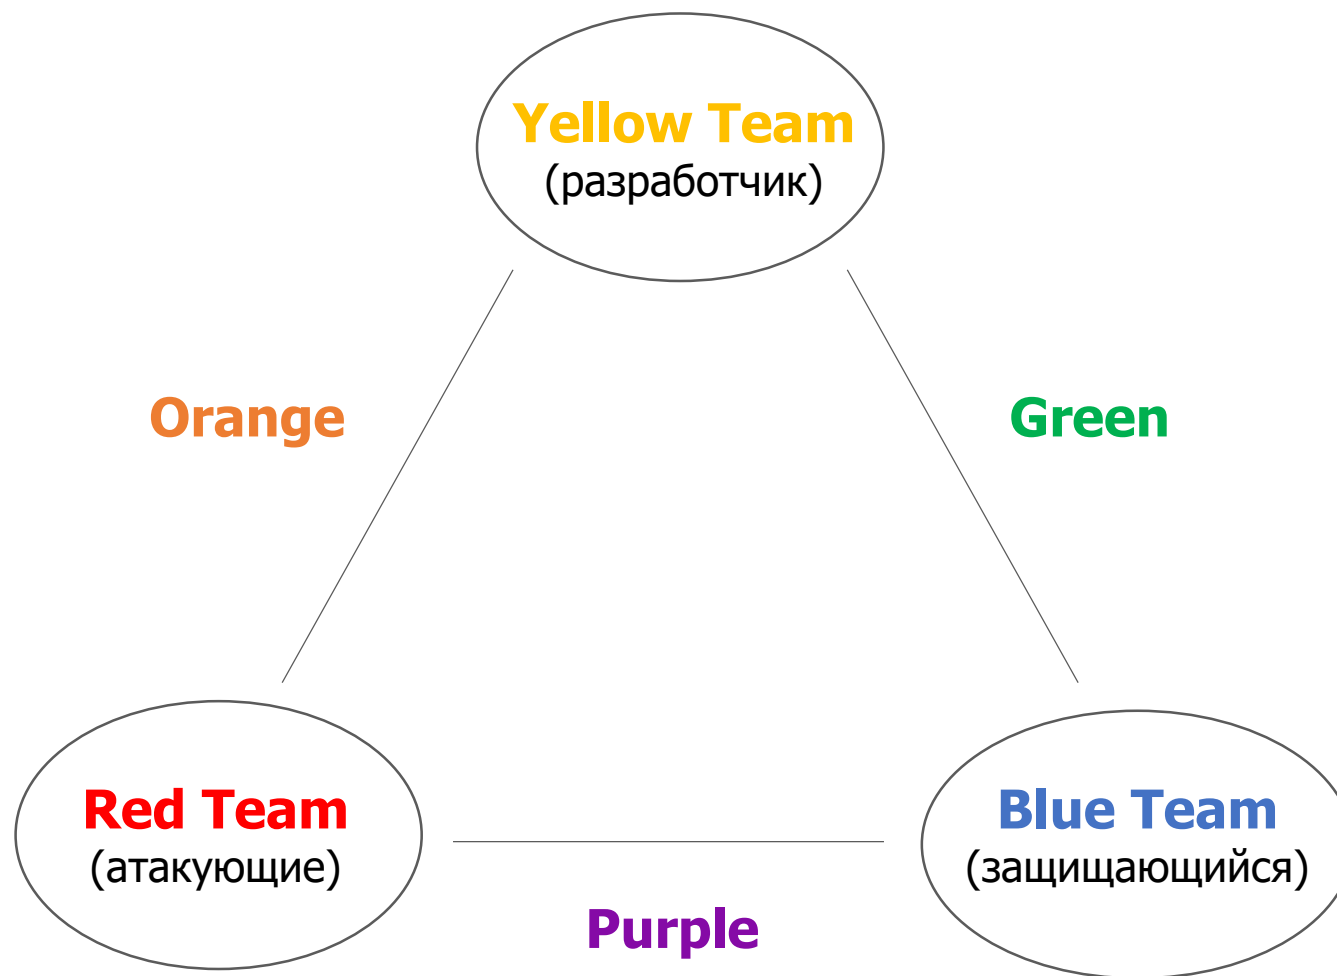 Yellow Team
(разработчик)
Orange
Green
Red Team
(атакующие)
Blue Team
(защищающийся)
Purple